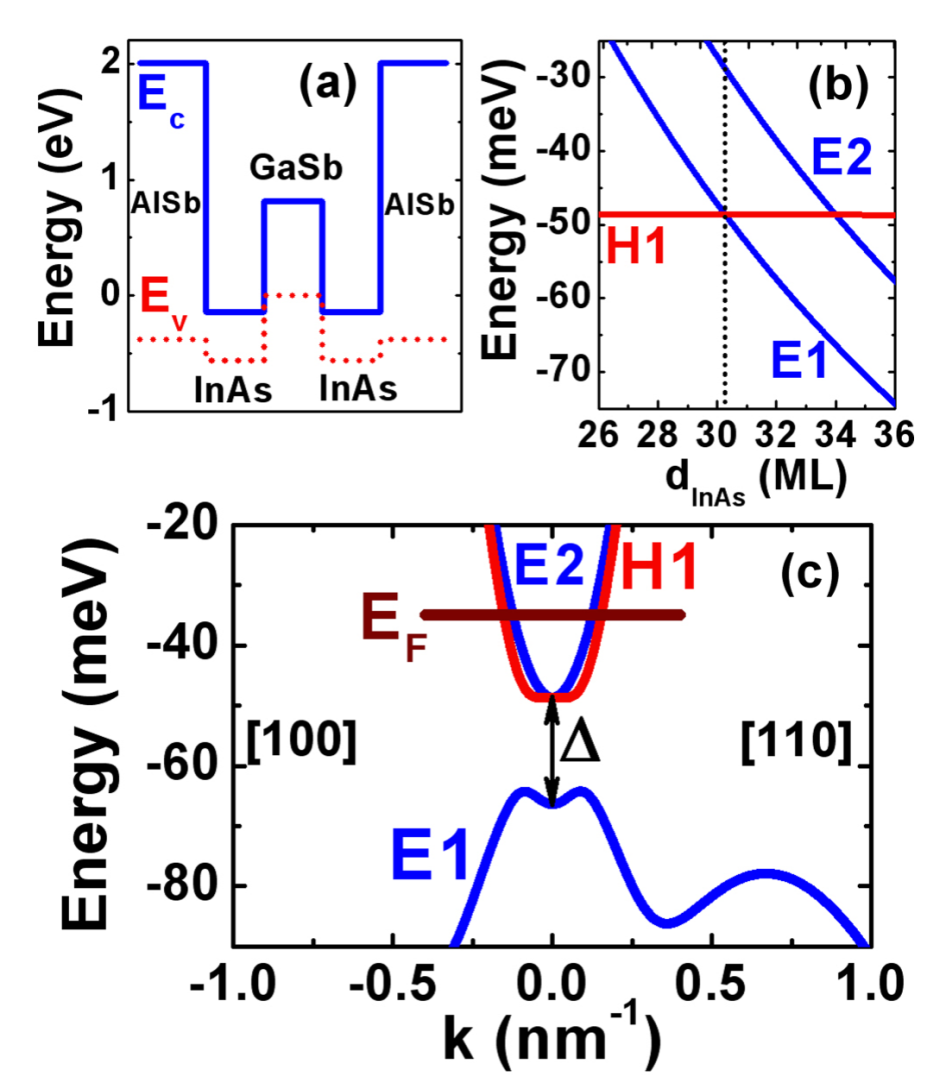 (a)
Energy (eV)
2
1
0
-1
E_c
GaSb
AlSb
AlSb
E_v
InAs
InAs
(b)
Energy (meV)
-30
-40
-50
-60
-70
E2
H1
E1
26 28 30 32 34 36
d_InAs (ML)
(c)
Energy (meV)
-20
-40
-60
-80
E2 H1
E_F
[100]
Δ
[110]
E1
-1.0 -0.5 0.0 0.5 1.0
k (nm⁻¹)